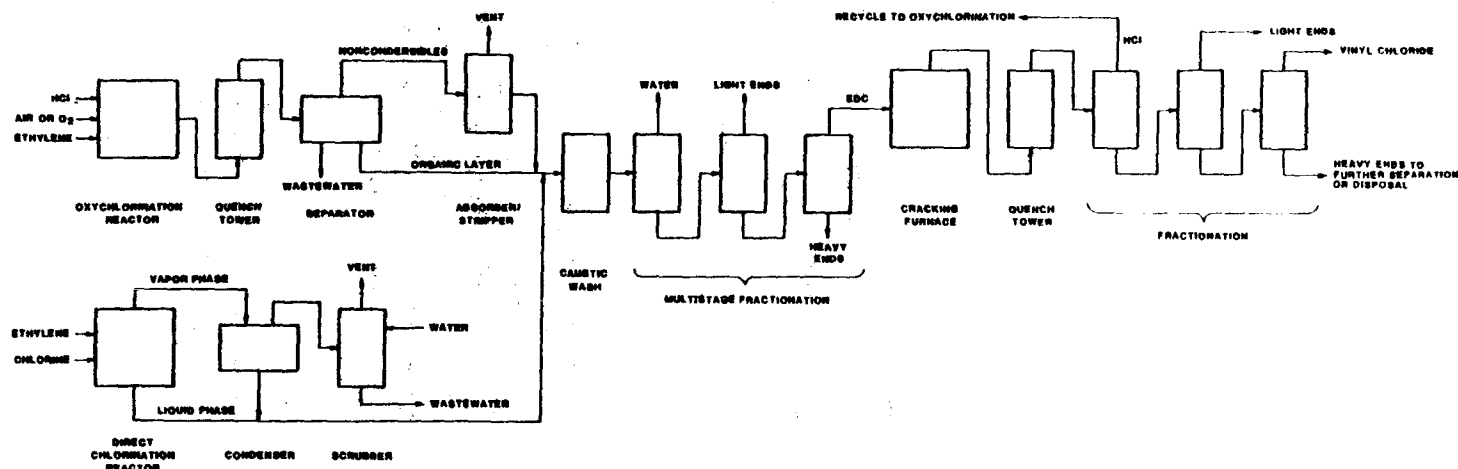 RECYCLE TO OXYCHLORINATION
HCl
LIGHT ENDS
VINYL CHLORIDE
VENT
NONCONDENSIBLES
HCl
AIR OR O₂
ETHYLENE
WATER
LIGHT ENDS
EDC
ORGANIC LAYER
WASTEWATER
OXYCHLORINATION
REACTOR
QUENCH
TOWER
SEPARATOR
ABSORBER/
STRIPPER
HEAVY ENDS TO
FURTHER SEPARATION
OR DISPOSAL
CRACKING
FURNACE
QUENCH
TOWER
FRACTIONATION
HEAVY
ENDS
CAUSTIC
WASH
MULTISTAGE FRACTIONATION
VAPOR PHASE
VENT
ETHYLENE
CHLORINE
WATER
LIQUID PHASE
WASTEWATER
DIRECT
CHLORINATION
REACTOR
CONDENSER
SCRUBBER